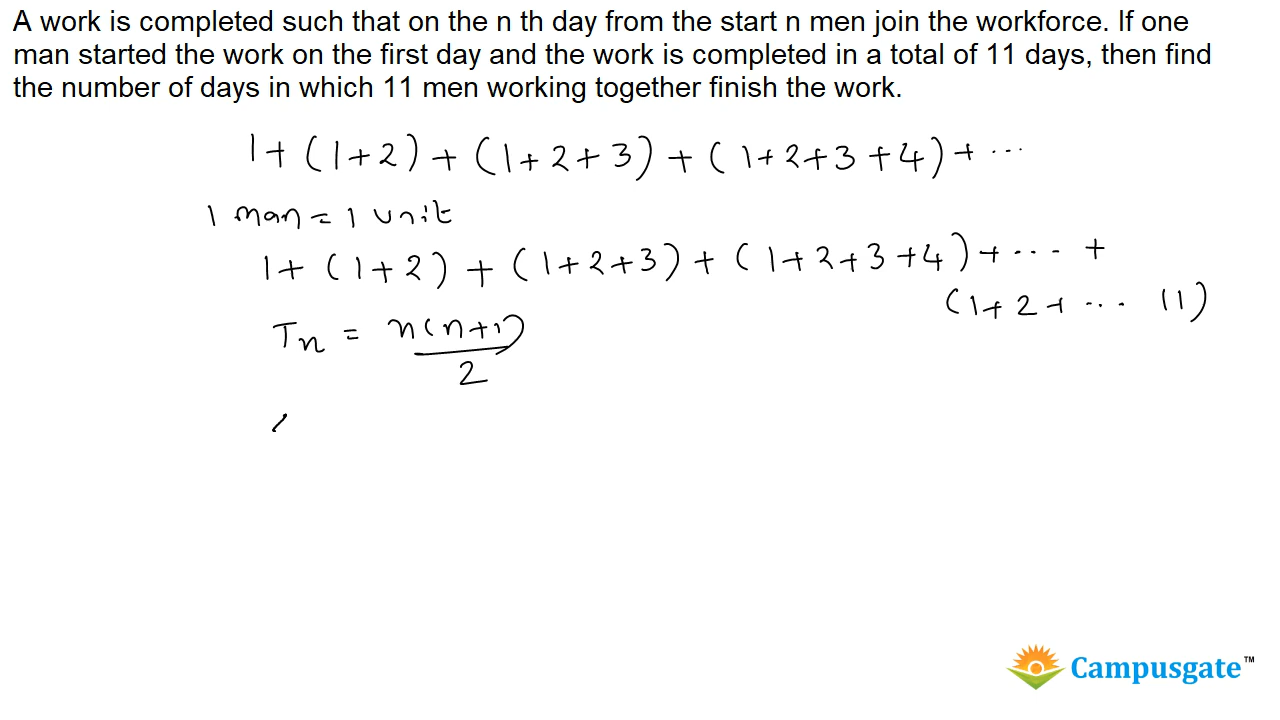 A work is completed such that on the n th day from the start n men join the workforce. If one
man started the work on the first day and the work is completed in a total of 11 days, then find
the number of days in which 11 men working together finish the work.
1 + (1+2) + (1+2+3) + (1+2+3+4) + ...
1 man = 1 unit
1 + (1+2) + (1+2+3) + (1+2+3+4) + ... +
(1+2+ ... 11)
Tn = n(n+1)
2
Campusgate™